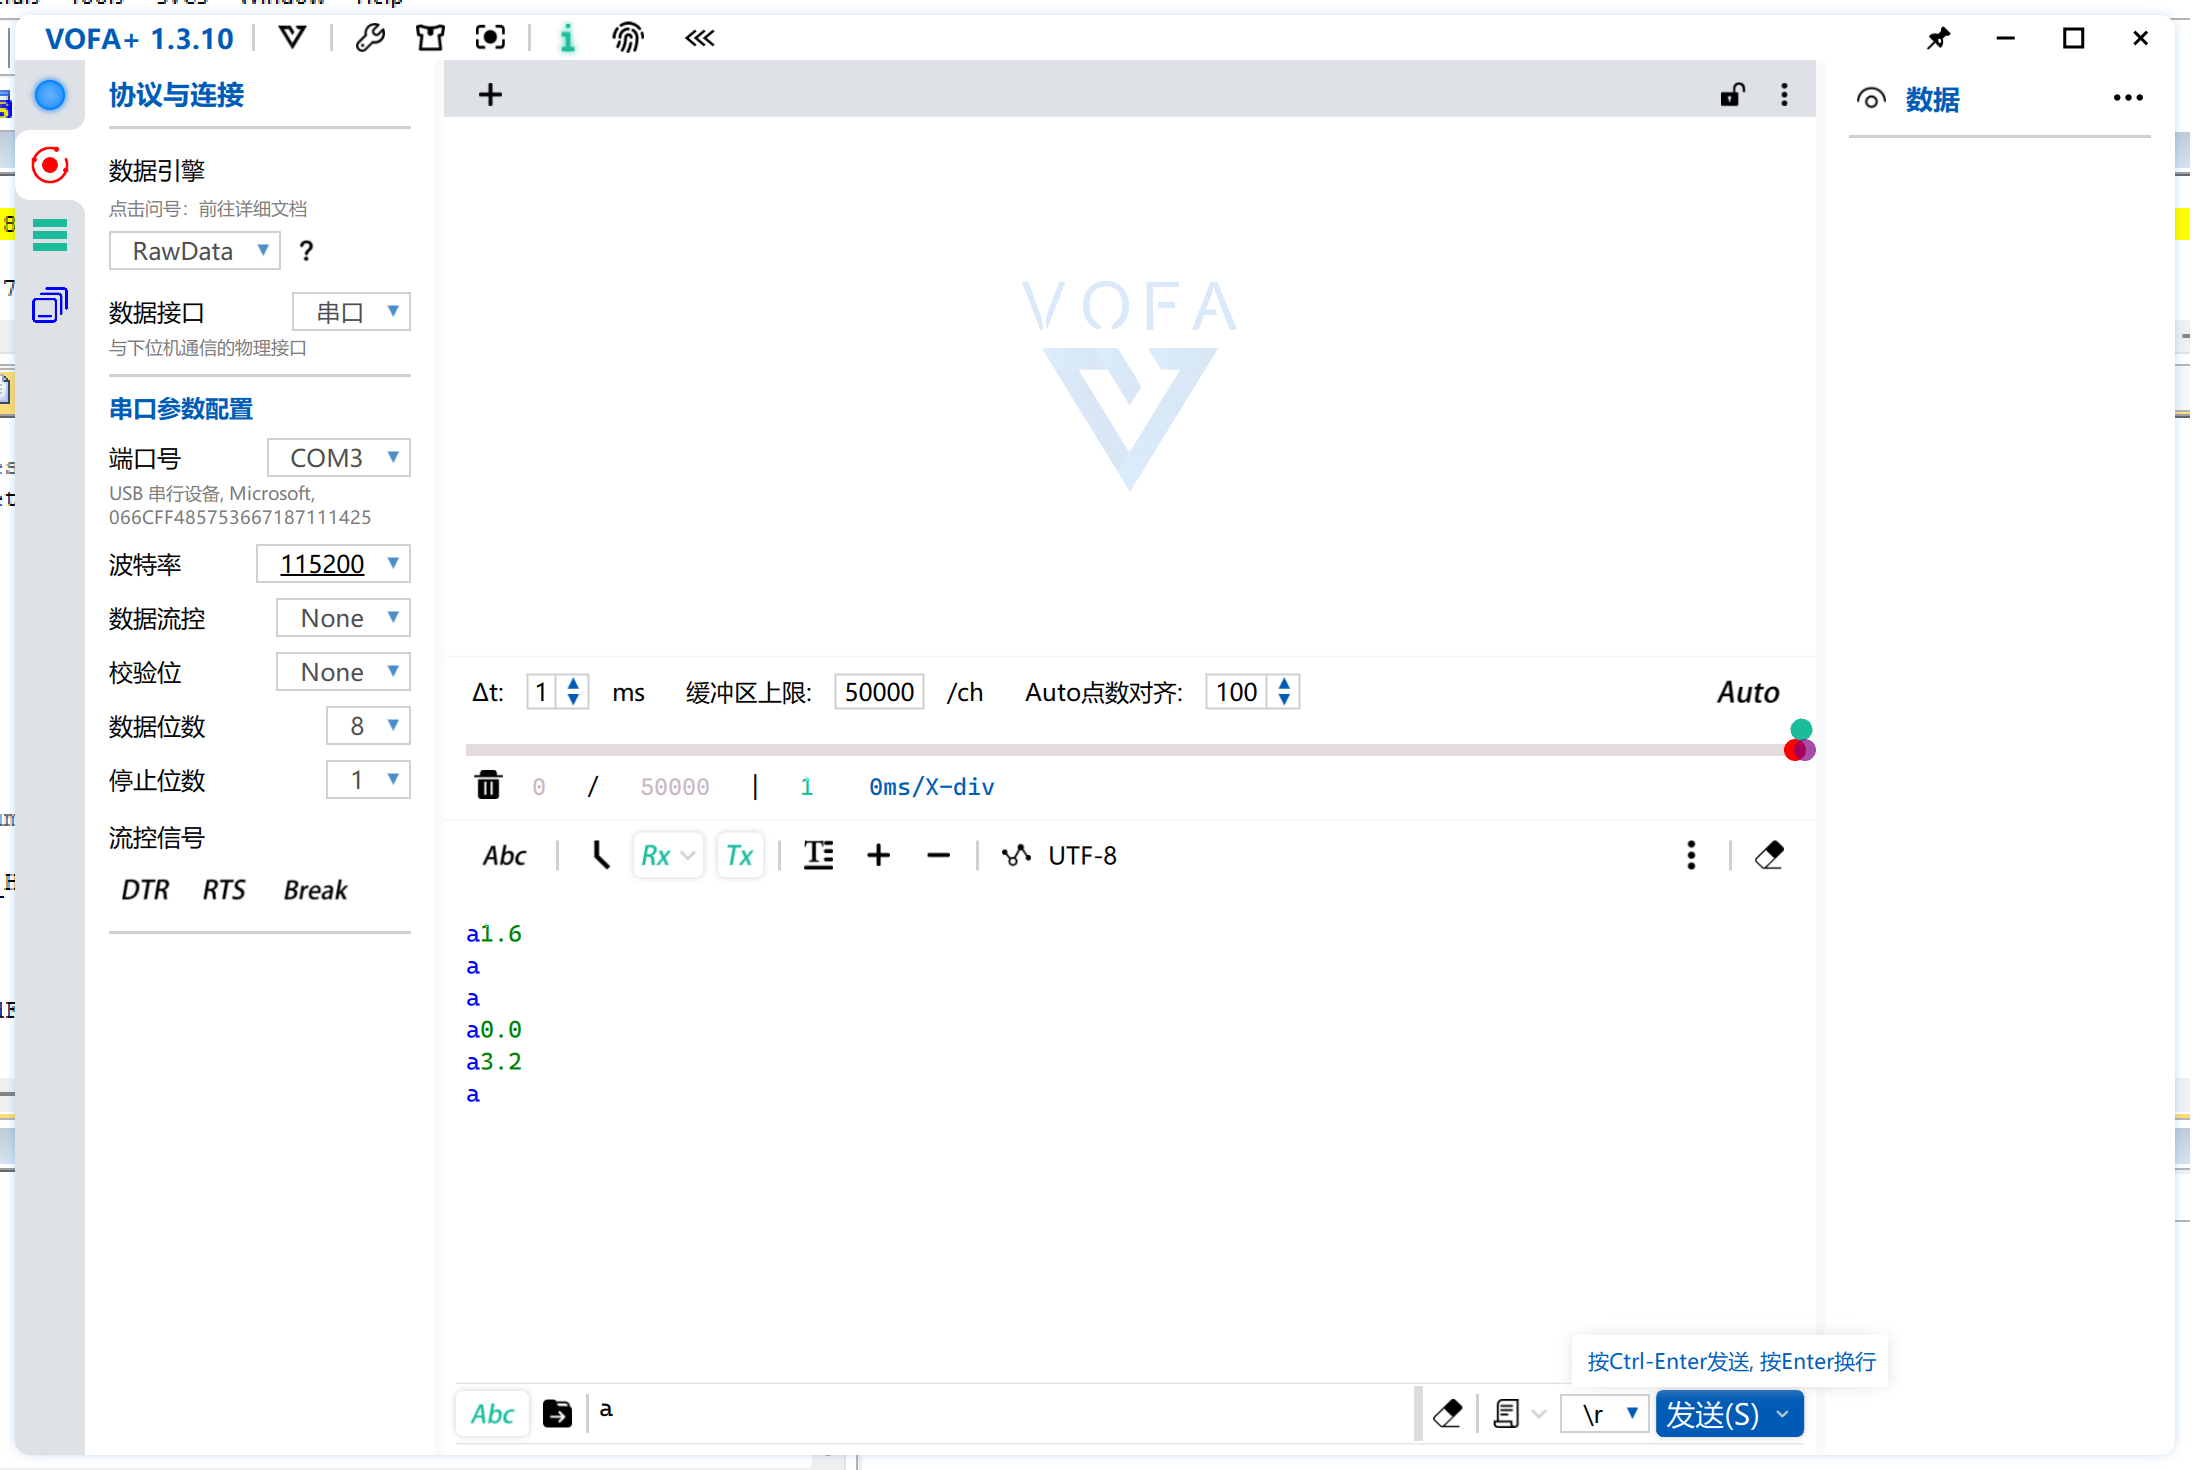 VOFA+ 1.3.10
协议与连接
数据
数据引擎
点击问号：前往详细文档
RawData ?
数据接口 串口
与下位机通信的物理接口
串口参数配置
端口号 COM3
USB 串行设备, Microsoft,
066CFF485753667187111425
波特率 115200
数据流控 None
校验位 None
数据位数 8
停止位数 1
流控信号
DTR RTS Break
VOFA
Δt: 1 ms 缓冲区上限: 50000 /ch Auto点数对齐: 100 Auto
0 / 50000 | 1 0ms/X-div
Abc Rx Tx UTF-8
a1.6
a
a
a0.0
a3.2
a
按Ctrl-Enter发送, 按Enter换行
Abc a \r 发送(S)